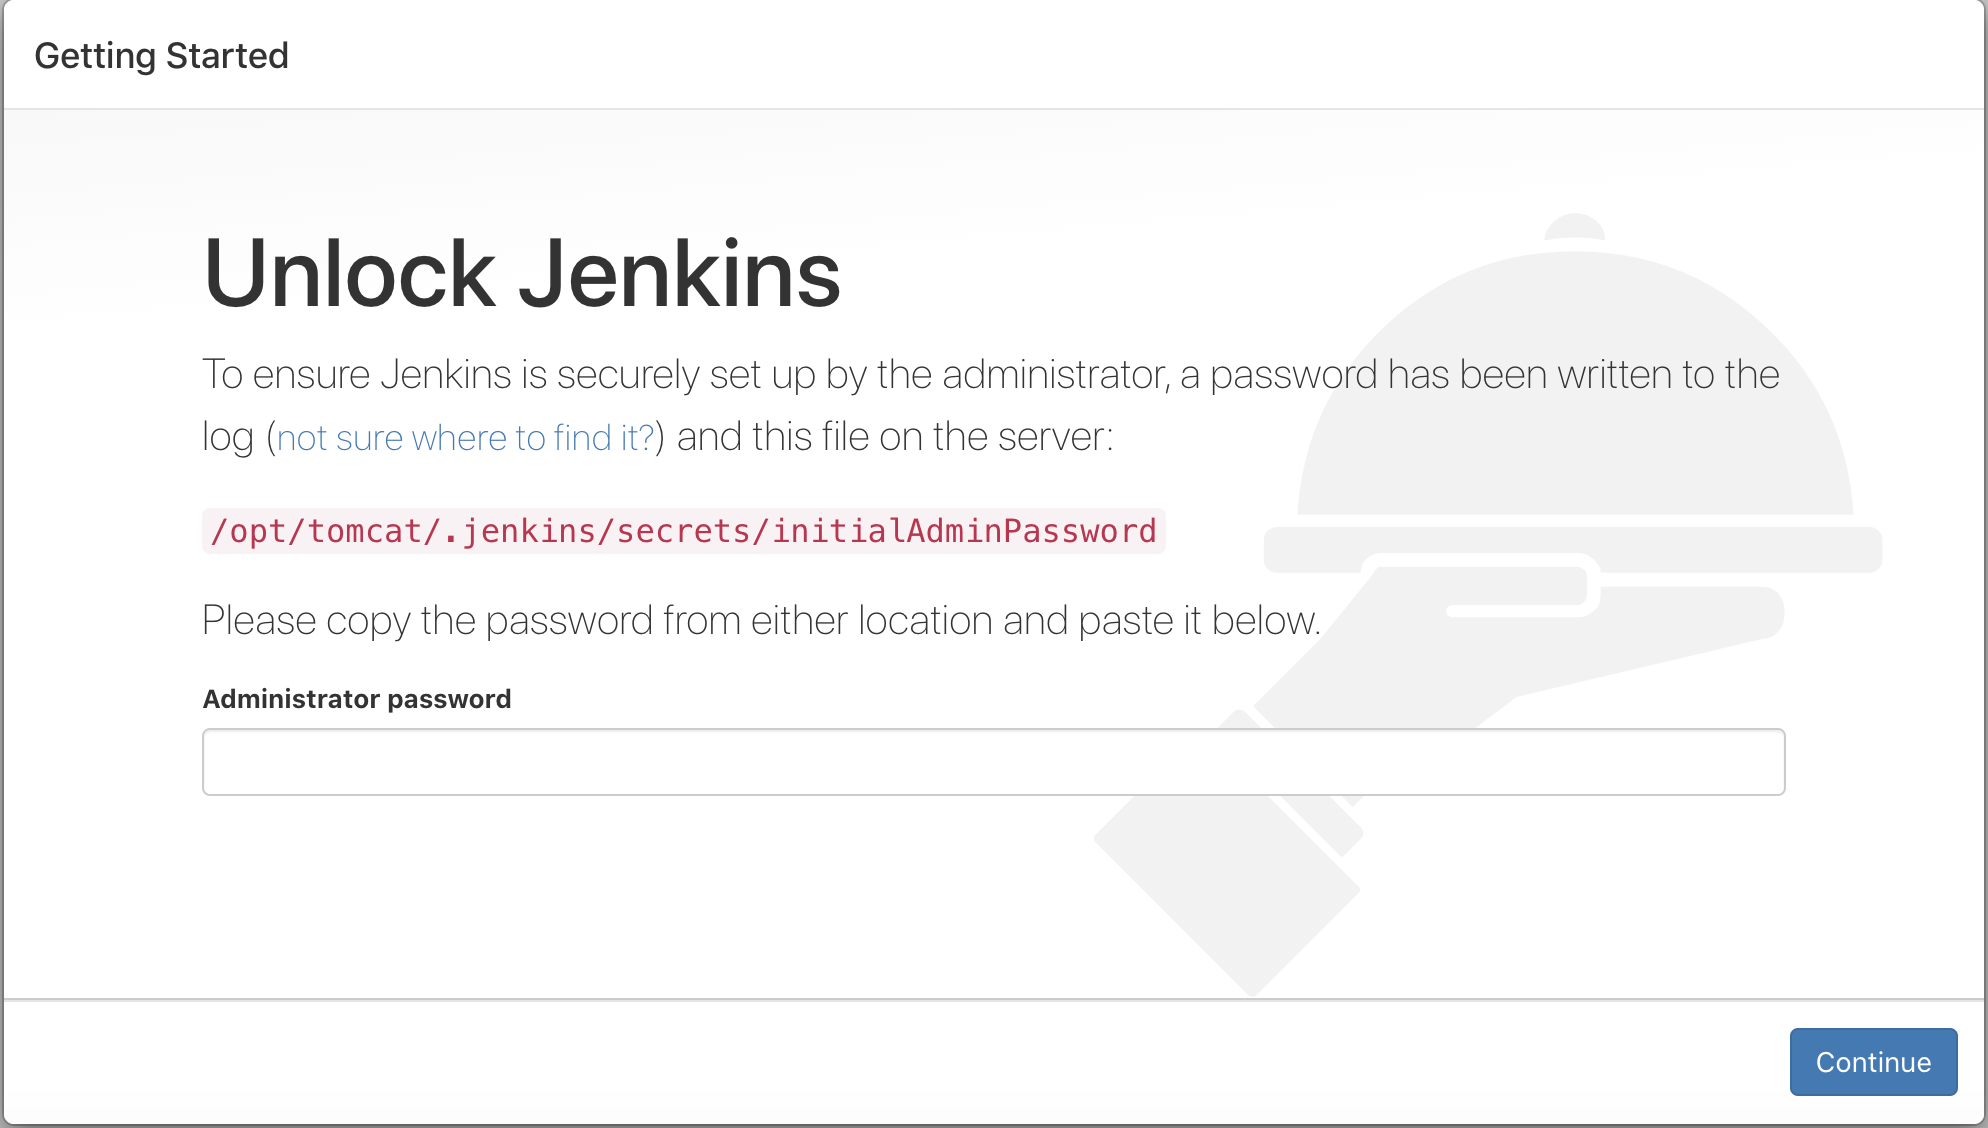 Getting Started
Unlock Jenkins
To ensure Jenkins is securely set up by the administrator, a password has been written to the
log (not sure where to find it?) and this file on the server:
/opt/tomcat/.jenkins/secrets/initialAdminPassword
Please copy the password from either location and paste it below.
Administrator password
Continue